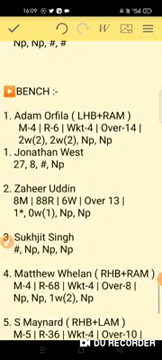 16:09
Np, Np, #, #
▶BENCH :-
1. Adam Orfila ( LHB+RAM )
M-4 | R-6 | Wkt-4 | Over-14 |
2w(2), 2w(2), Np, Np
1. Jonathan West
27, 8, #, Np
2. Zaheer Uddin
8M | 88R | 6W | Over 13 |
1*, 0w(1), Np, Np
3. Sukhjit Singh
#, Np, Np, Np
4. Matthew Whelan ( RHB+RAM )
M-4 | R-68 | Wkt-4 | Over-8 |
Np, Np, 1w(2), Np
5. S Maynard ( RHB+LAM )
M-5 | R-36 | Wkt-4 | Over-10 |
DU RECORDER